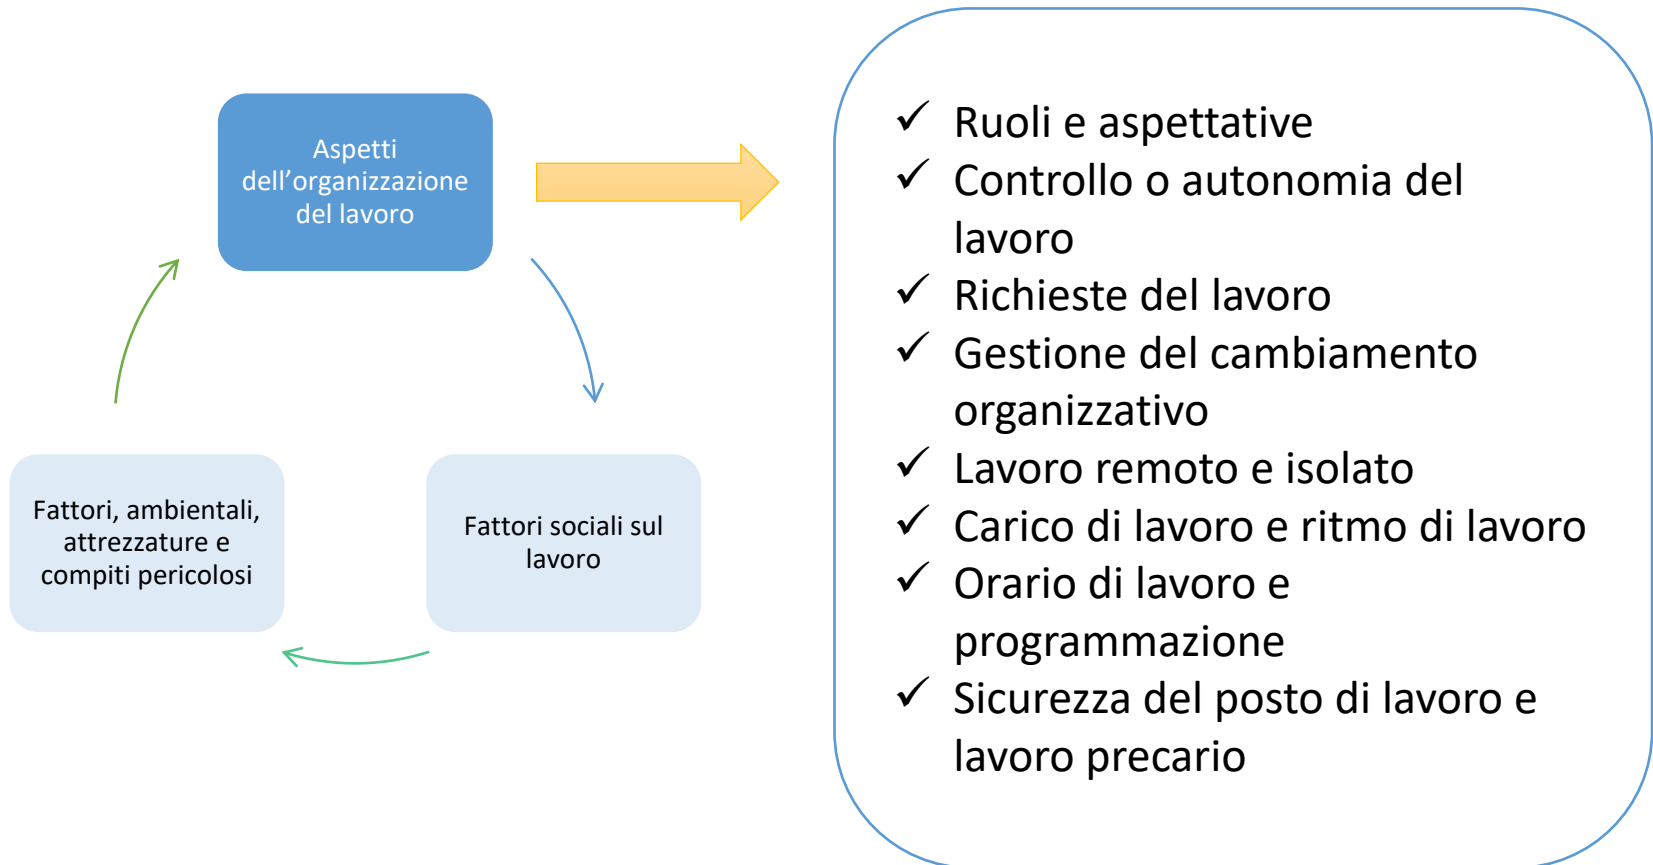 Aspetti
dell’organizzazione
del lavoro
Fattori, ambientali,
attrezzature e
compiti pericolosi
Fattori sociali sul
lavoro
✓ Ruoli e aspettative
✓ Controllo o autonomia del
lavoro
✓ Richieste del lavoro
✓ Gestione del cambiamento
organizzativo
✓ Lavoro remoto e isolato
✓ Carico di lavoro e ritmo di lavoro
✓ Orario di lavoro e
programmazione
✓ Sicurezza del posto di lavoro e
lavoro precario